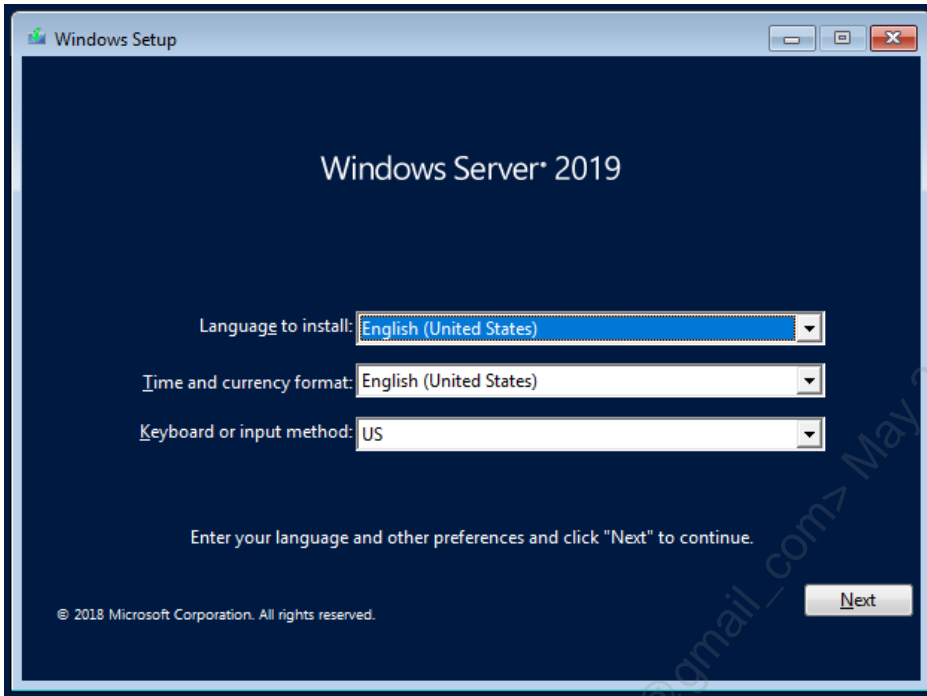 Windows Setup
Windows Server® 2019
Language to install: English (United States)
Time and currency format: English (United States)
Keyboard or input method: US
Enter your language and other preferences and click "Next" to continue.
Next
© 2018 Microsoft Corporation. All rights reserved.
@gmail_com> May